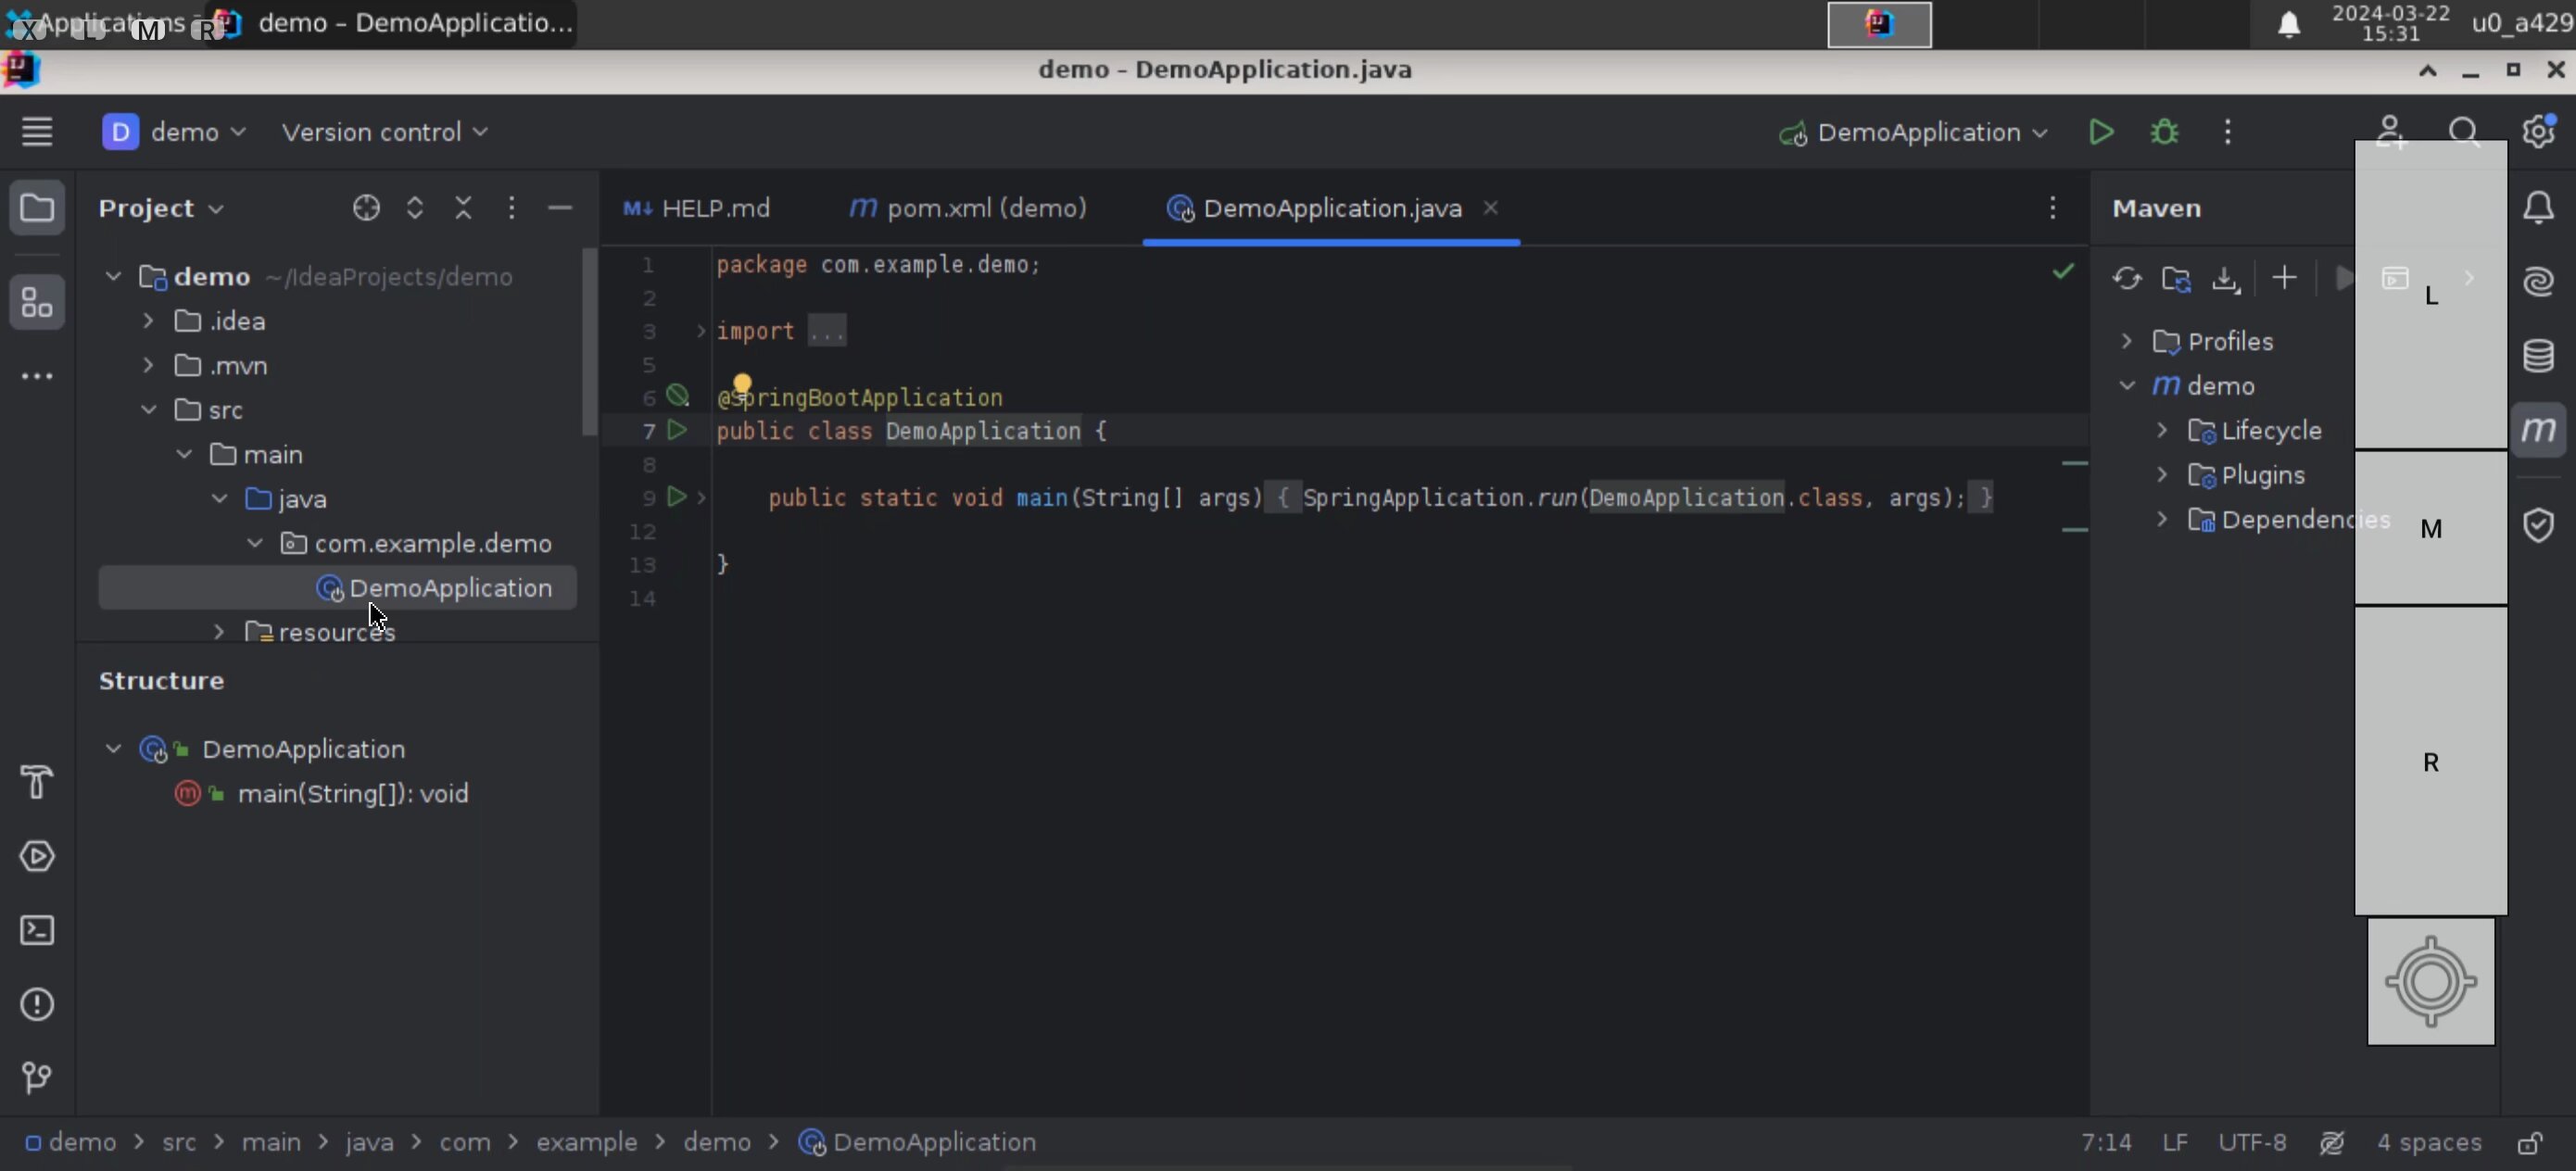 Applications
X L M R
demo – DemoApplicatio...
2024-03-22
15:31
u0_a429
demo – DemoApplication.java
D demo
Version control
DemoApplication
Project
demo ~/IdeaProjects/demo
.idea
.mvn
src
main
java
com.example.demo
DemoApplication
resources
Structure
DemoApplication
main(String[]): void
HELP.md
pom.xml (demo)
DemoApplication.java
1 package com.example.demo;
2
3 import ...
5
6 @SpringBootApplication
7 public class DemoApplication {
8
9 public static void main(String[] args) { SpringApplication.run(DemoApplication.class, args); }
12
13 }
14
Maven
Profiles
m demo
Lifecycle
Plugins
Dependencies
L
M
R
m
demo > src > main > java > com > example > demo > DemoApplication
7:14 LF UTF-8 4 spaces